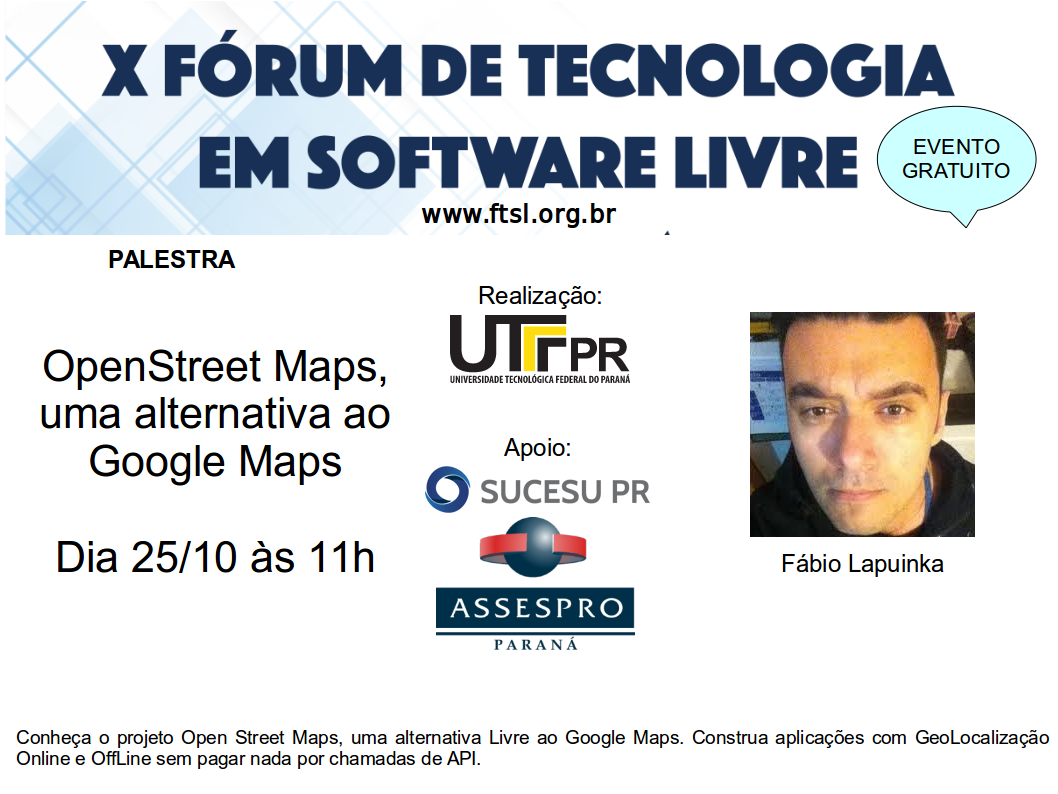 X FÓRUM DE TECNOLOGIA
EM SOFTWARE LIVRE
www.ftsl.org.br
EVENTO
GRATUITO
PALESTRA
OpenStreet Maps,
uma alternativa ao
Google Maps
Dia 25/10 às 11h
Realização:
UTFPR
UNIVERSIDADE TECNOLÓGICA FEDERAL DO PARANÁ
Apoio:
SUCESU PR
ASSESPRO
PARANÁ
Fábio Lapuinka
Conheça o projeto Open Street Maps, uma alternativa Livre ao Google Maps. Construa aplicações com GeoLocalização
Online e OffLine sem pagar nada por chamadas de API.